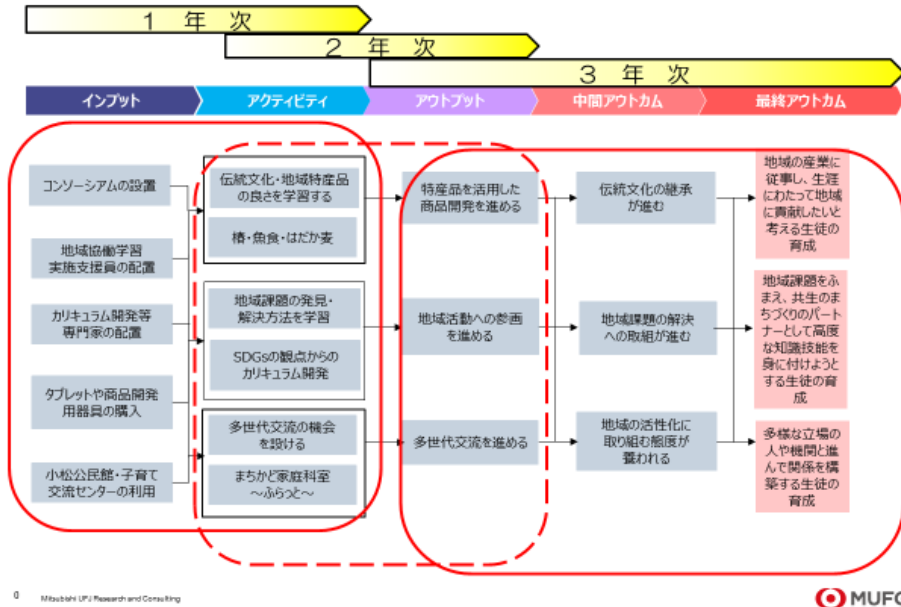 1 年 次
2 年 次
3 年 次
インプット
アクティビティ
アウトプット
中間アウトカム
最終アウトカム
コンソーシアムの設置
地域協働学習
実施支援員の配置
カリキュラム開発等
専門家の配置
タブレットや商品開発
用器具の購入
小松公民館・子育て
交流センターの利用
伝統文化・地域特産品
の良さを学習する
椿・魚食・はだか麦
地域課題の発見・
解決方法を学習
SDGsの観点からの
カリキュラム開発
多世代交流の機会
を設ける
まちかど家庭科室
～ふらっと～
特産品を活用した
商品開発を進める
地域活動への参画
を進める
多世代交流を進める
伝統文化の継承
が進む
地域課題の解決
への取組が進む
地域の活性化に
取り組む態度が
養われる
地域の産業に
従事し、生涯
にわたって地域
に貢献したいと
考える生徒の
育成
地域課題をふ
まえ、共生のま
ちづくりのパート
ナーとして高度
な知識技能を
身に付けようと
する生徒の育
成
多様な立場の
人や機関と進
んで関係を構
築する生徒の
育成
0
Mitsubishi UFJ Research and Consulting
MUFG